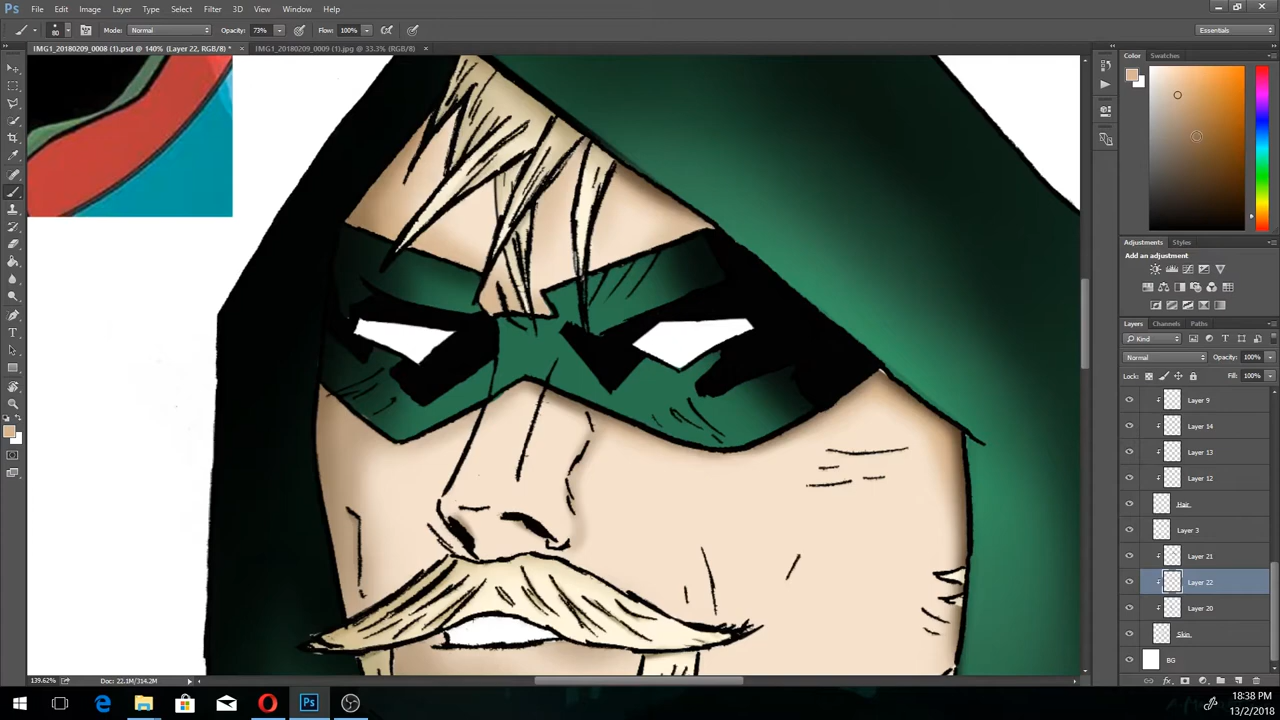 Ps File Edit Image Layer Type Select Filter 3D View Window Help
80 Mode: Normal Opacity: 73% Flow: 100% Essentials
IMG1_20180209_0008 (1).psd @ 140% (Layer 22, RGB/8) * × IMG1_20180209_0009 (1).jpg @ 33.3% (RGB/8) ×
Color Swatches
Adjustments Styles
Add an adjustment
Layers Channels Paths
Kind
Normal Opacity: 100%
Lock: Fill: 100%
Layer 9
Layer 14
Layer 13
Layer 12
Hair
Layer 3
Layer 21
Layer 22
Layer 20
Skin
BG
139.62% Doc: 22.1M/314.2M
Ps
18:38 PM
13/2/2018